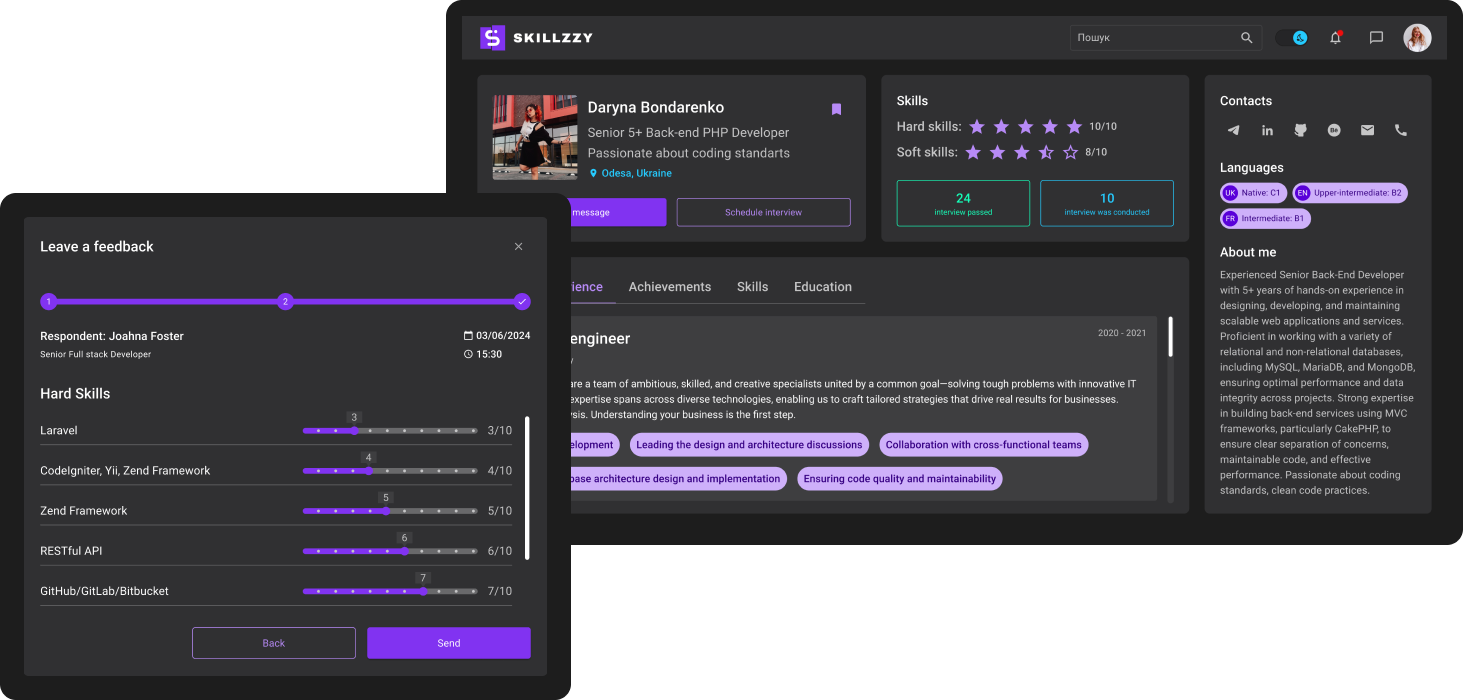 SKILLZZY
Пошук
Daryna Bondarenko
Senior 5+ Back-end PHP Developer
Passionate about coding standarts
Odesa, Ukraine
message
Schedule interview
Skills
Hard skills:
10/10
Soft skills:
8/10
24
interview passed
10
interview was conducted
Contacts
in
Bē
Languages
UK Native: C1
EN Upper-intermediate: B2
FR Intermediate: B1
About me
Experienced Senior Back-End Developer
with 5+ years of hands-on experience in
designing, developing, and maintaining
scalable web applications and services.
Proficient in working with a variety of
relational and non-relational databases,
including MySQL, MariaDB, and MongoDB,
ensuring optimal performance and data
integrity across projects. Strong expertise
in building back-end services using MVC
frameworks, particularly CakePHP, to
ensure clear separation of concerns,
maintainable code, and effective
performance. Passionate about coding
standards, clean code practices.
ience
Achievements
Skills
Education
engineer
2020 - 2021
are a team of ambitious, skilled, and creative specialists united by a common goal—solving tough problems with innovative IT
expertise spans across diverse technologies, enabling us to craft tailored strategies that drive real results for businesses.
ysis. Understanding your business is the first step.
elopment
Leading the design and architecture discussions
Collaboration with cross-functional teams
base architecture design and implementation
Ensuring code quality and maintainability
Leave a feedback
1
2
Respondent: Joahna Foster
03/06/2024
Senior Full stack Developer
15:30
Hard Skills
Laravel
3
3/10
CodeIgniter, Yii, Zend Framework
4
4/10
Zend Framework
5
5/10
RESTful API
6
6/10
GitHub/GitLab/Bitbucket
7
7/10
Back
Send